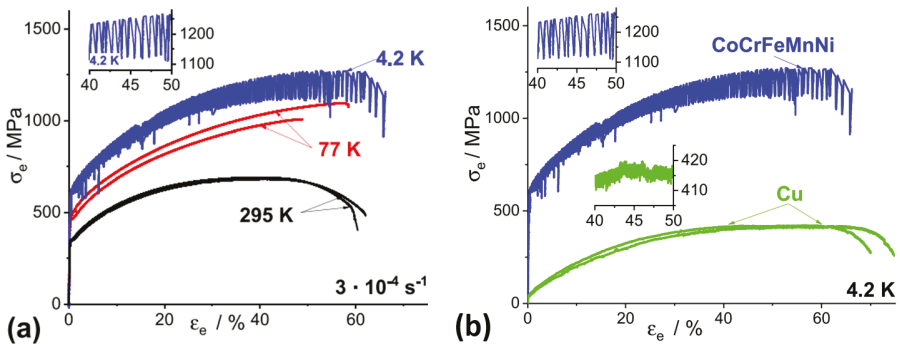 1500
1000
500
0
σe / MPa
1200
1100
4.2 K
40 45 50
4.2 K
77 K
295 K
3 · 10⁻⁴ s⁻¹
0 20 40 60
εe / %
(a)
1500
1000
500
0
σe / MPa
1200
1100
40 45 50
CoCrFeMnNi
420
410
40 45 50
Cu
4.2 K
0 20 40 60
εe / %
(b)